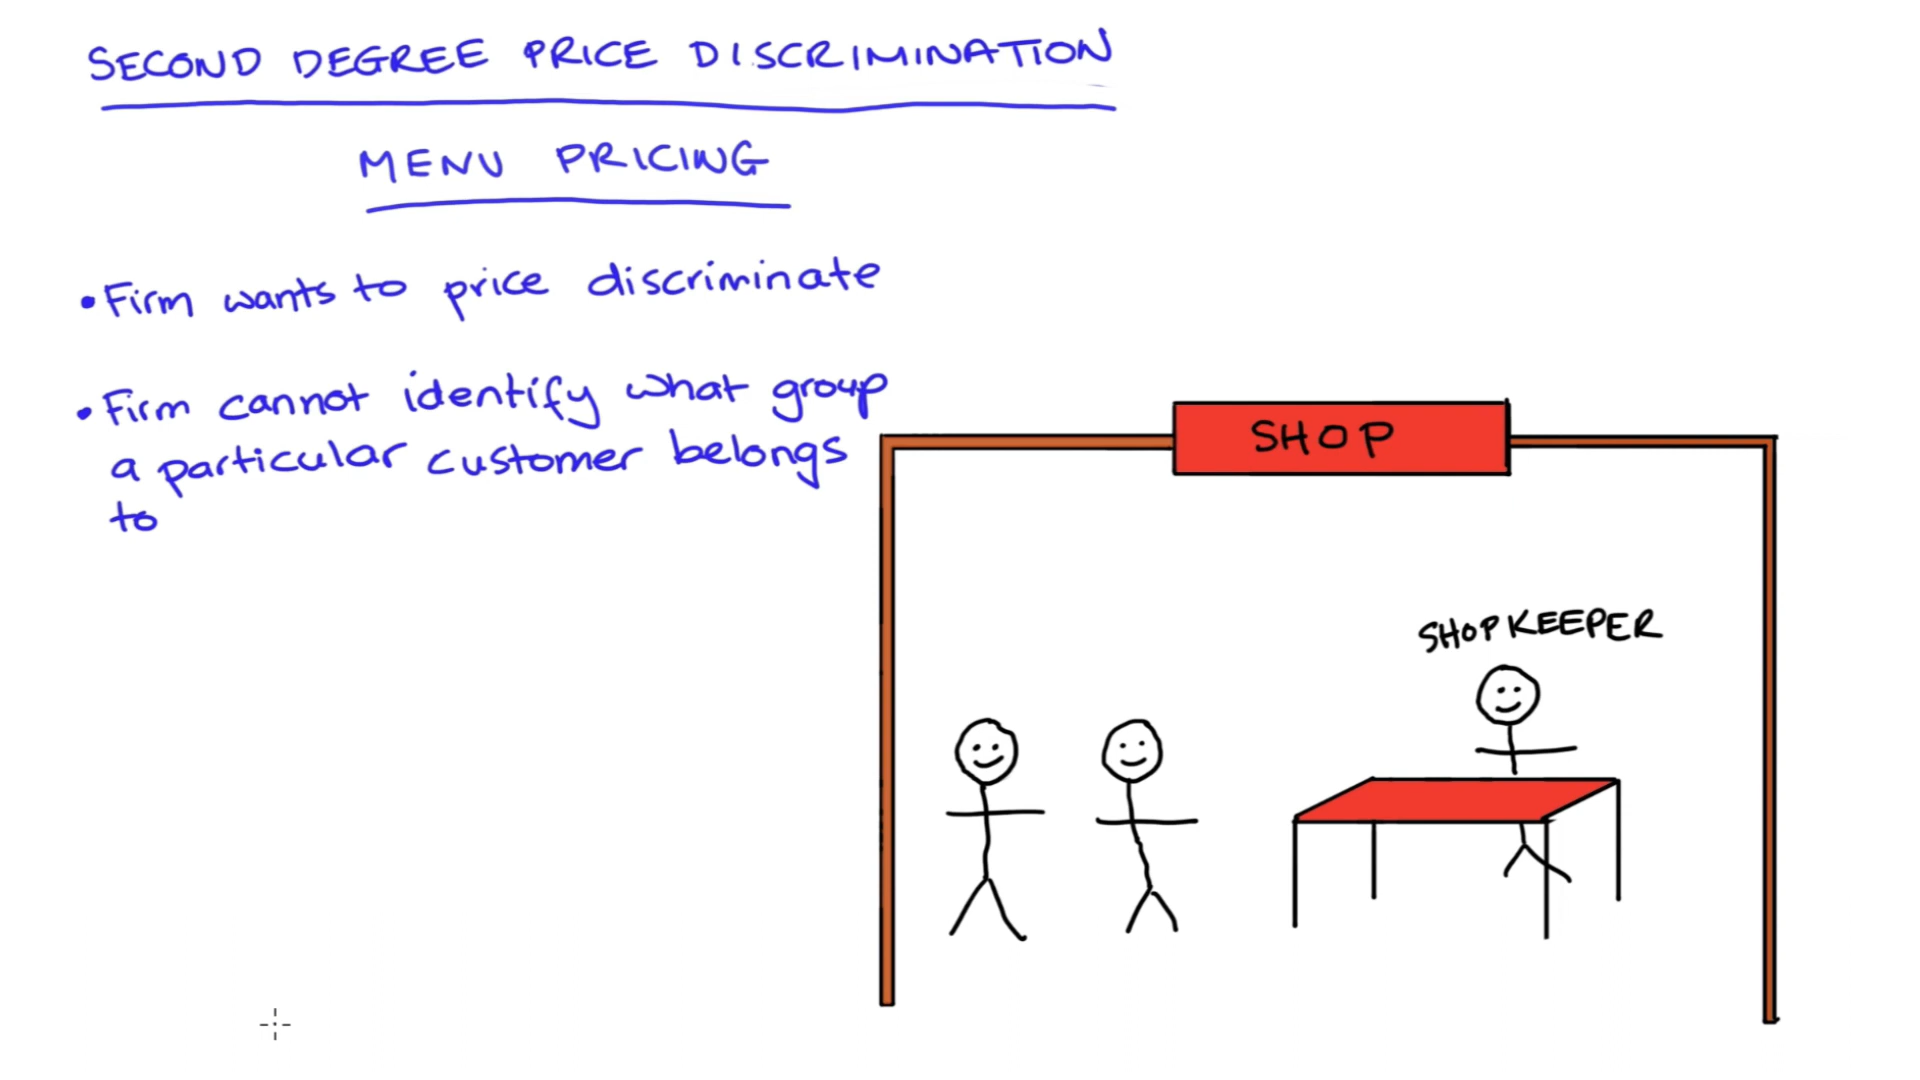 SECOND DEGREE PRICE DISCRIMINATION
MENU PRICING
• Firm wants to price discriminate
• Firm cannot identify what group
a particular customer belongs
to
SHOP
SHOPKEEPER